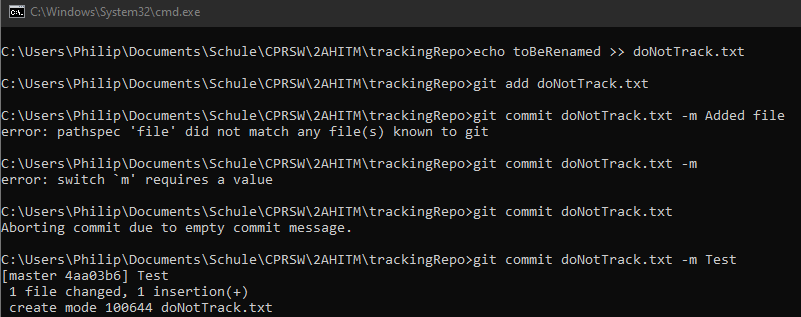 C:\Windows\System32\cmd.exe
C:\Users\Philip\Documents\Schule\CPRSW\2AHITM\trackingRepo>echo toBeRenamed >> doNotTrack.txt
C:\Users\Philip\Documents\Schule\CPRSW\2AHITM\trackingRepo>git add doNotTrack.txt
C:\Users\Philip\Documents\Schule\CPRSW\2AHITM\trackingRepo>git commit doNotTrack.txt -m Added file
error: pathspec 'file' did not match any file(s) known to git
C:\Users\Philip\Documents\Schule\CPRSW\2AHITM\trackingRepo>git commit doNotTrack.txt -m
error: switch `m' requires a value
C:\Users\Philip\Documents\Schule\CPRSW\2AHITM\trackingRepo>git commit doNotTrack.txt
Aborting commit due to empty commit message.
C:\Users\Philip\Documents\Schule\CPRSW\2AHITM\trackingRepo>git commit doNotTrack.txt -m Test
[master 4aa03b6] Test
 1 file changed, 1 insertion(+)
 create mode 100644 doNotTrack.txt